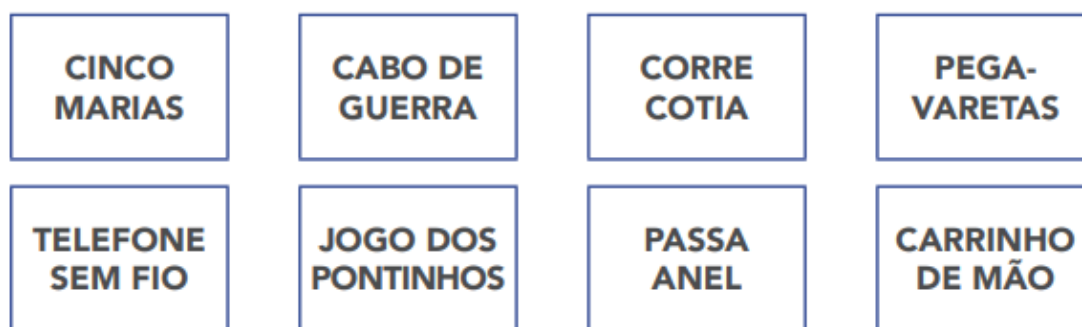 CINCO
MARIAS
CABO DE
GUERRA
CORRE
COTIA
PEGA-
VARETAS
TELEFONE
SEM FIO
JOGO DOS
PONTINHOS
PASSA
ANEL
CARRINHO
DE MÃO